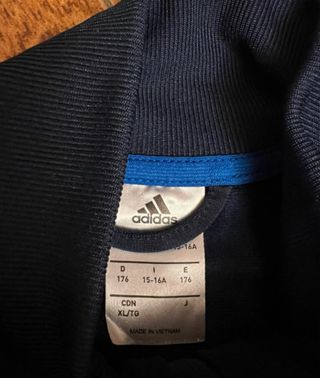 adidas
15-16A
D I E
176 15-16A 176
CDN J
XL/TG
MADE IN VIETNAM